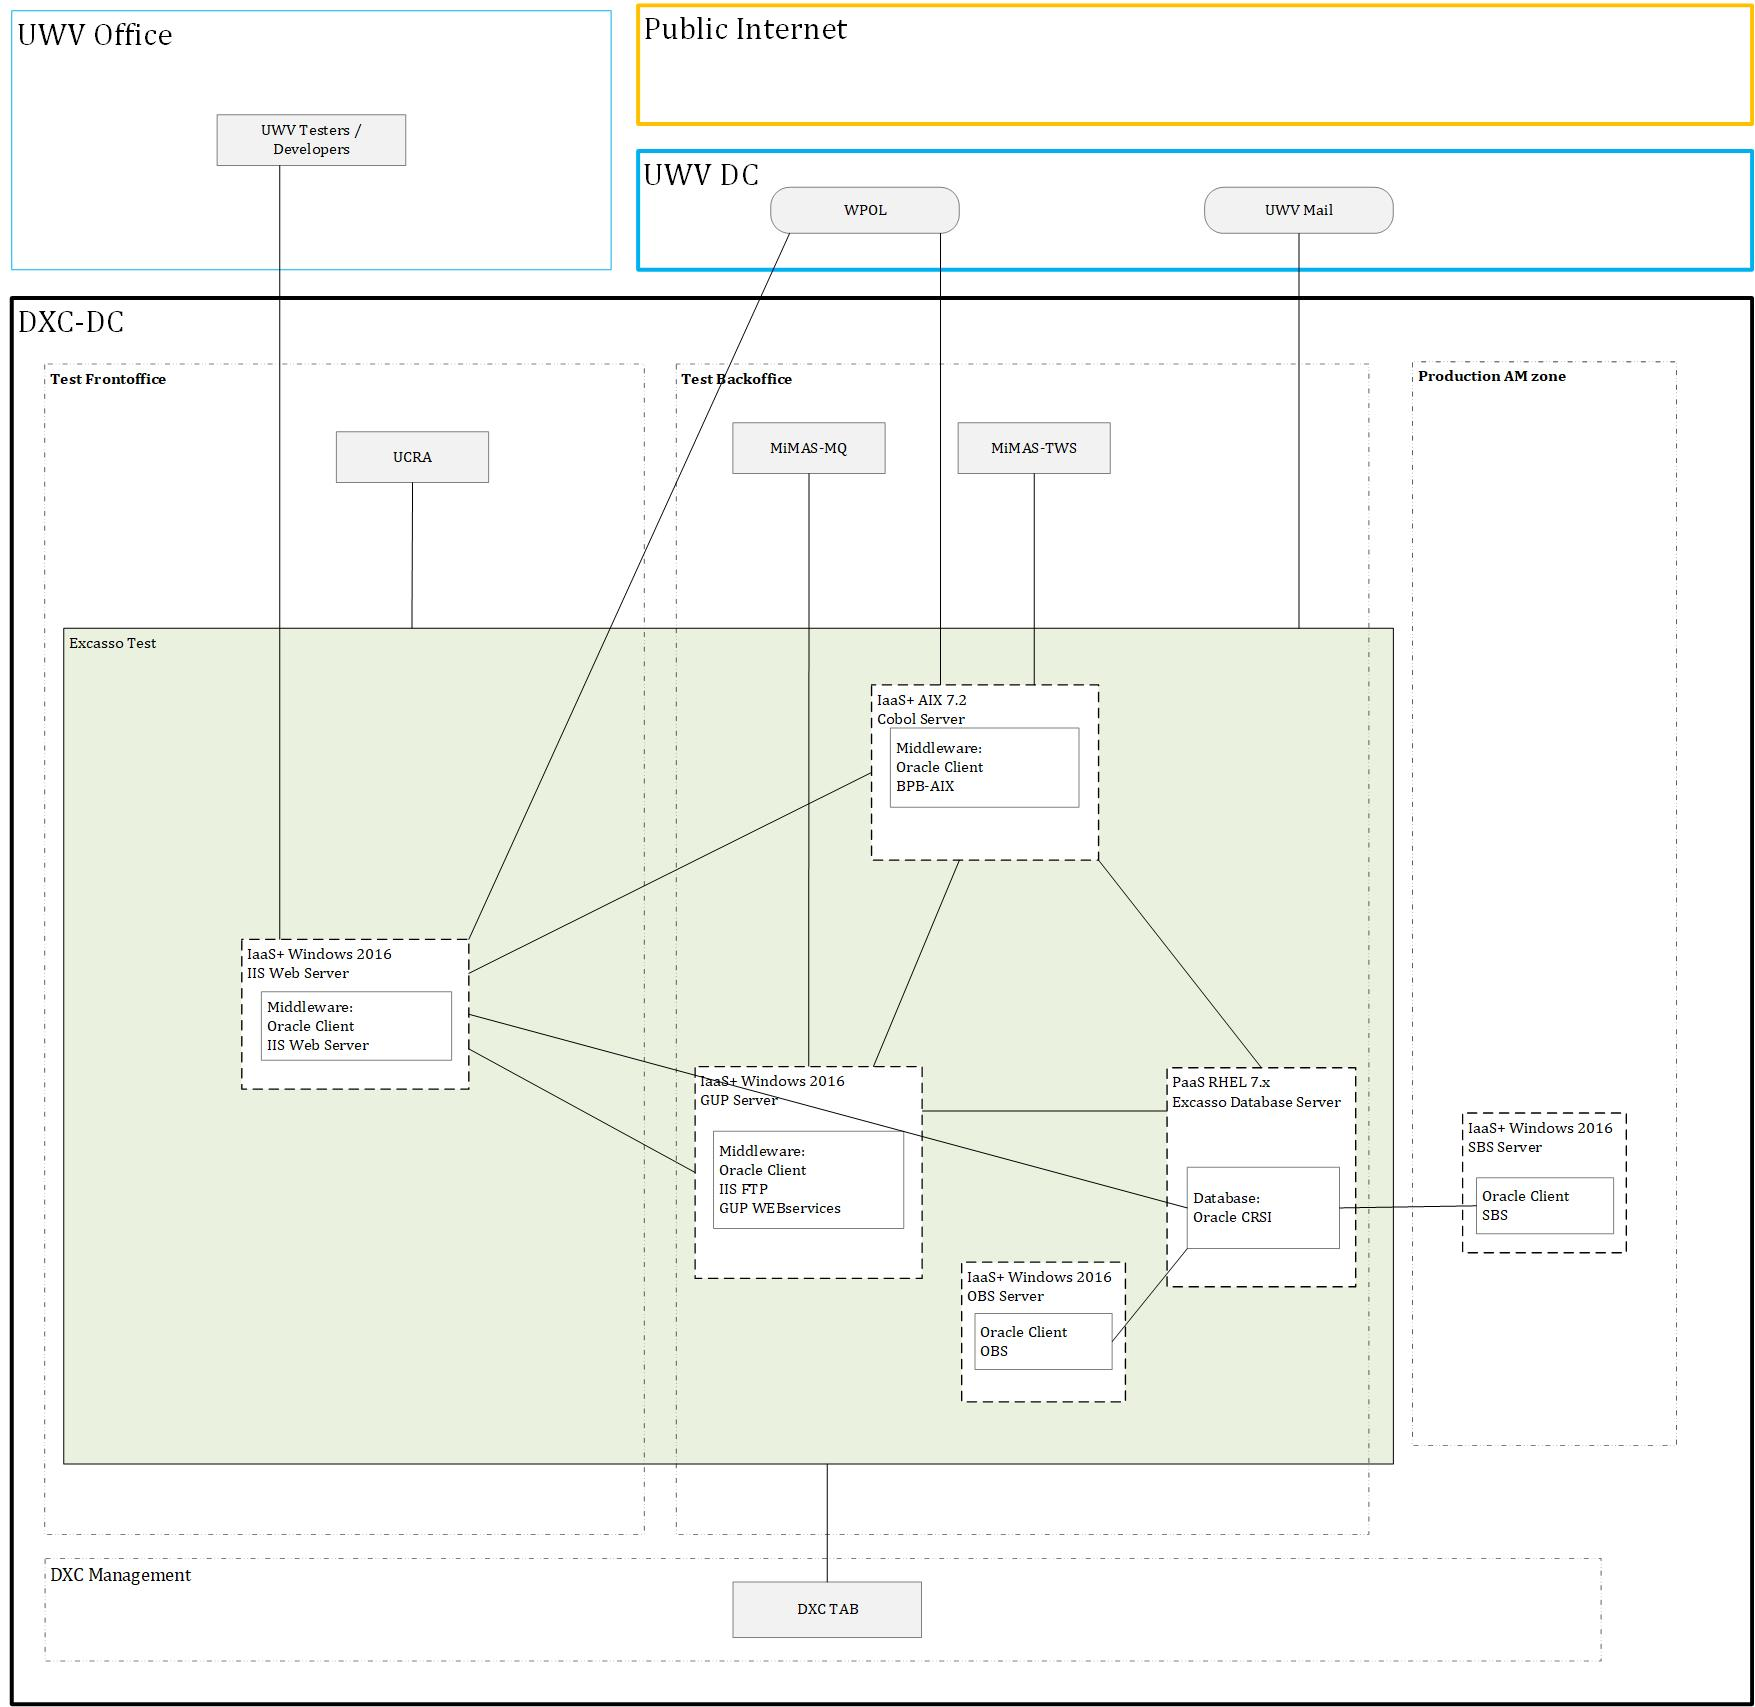 UWV Office
Public Internet
UWV Testers /
Developers
UWV DC
WPOL
UWV Mail
DXC-DC
Test Frontoffice
Test Backoffice
Production AM zone
UCRA
MiMAS-MQ
MiMAS-TWS
Excasso Test
IaaS+ AIX 7.2
Cobol Server
Middleware:
Oracle Client
BPB-AIX
IaaS+ Windows 2016
IIS Web Server
Middleware:
Oracle Client
IIS Web Server
IaaS+ Windows 2016
GUP Server
Middleware:
Oracle Client
IIS FTP
GUP WEBservices
PaaS RHEL 7.x
Excasso Database Server
Database:
Oracle CRSI
IaaS+ Windows 2016
SBS Server
Oracle Client
SBS
IaaS+ Windows 2016
OBS Server
Oracle Client
OBS
DXC Management
DXC TAB